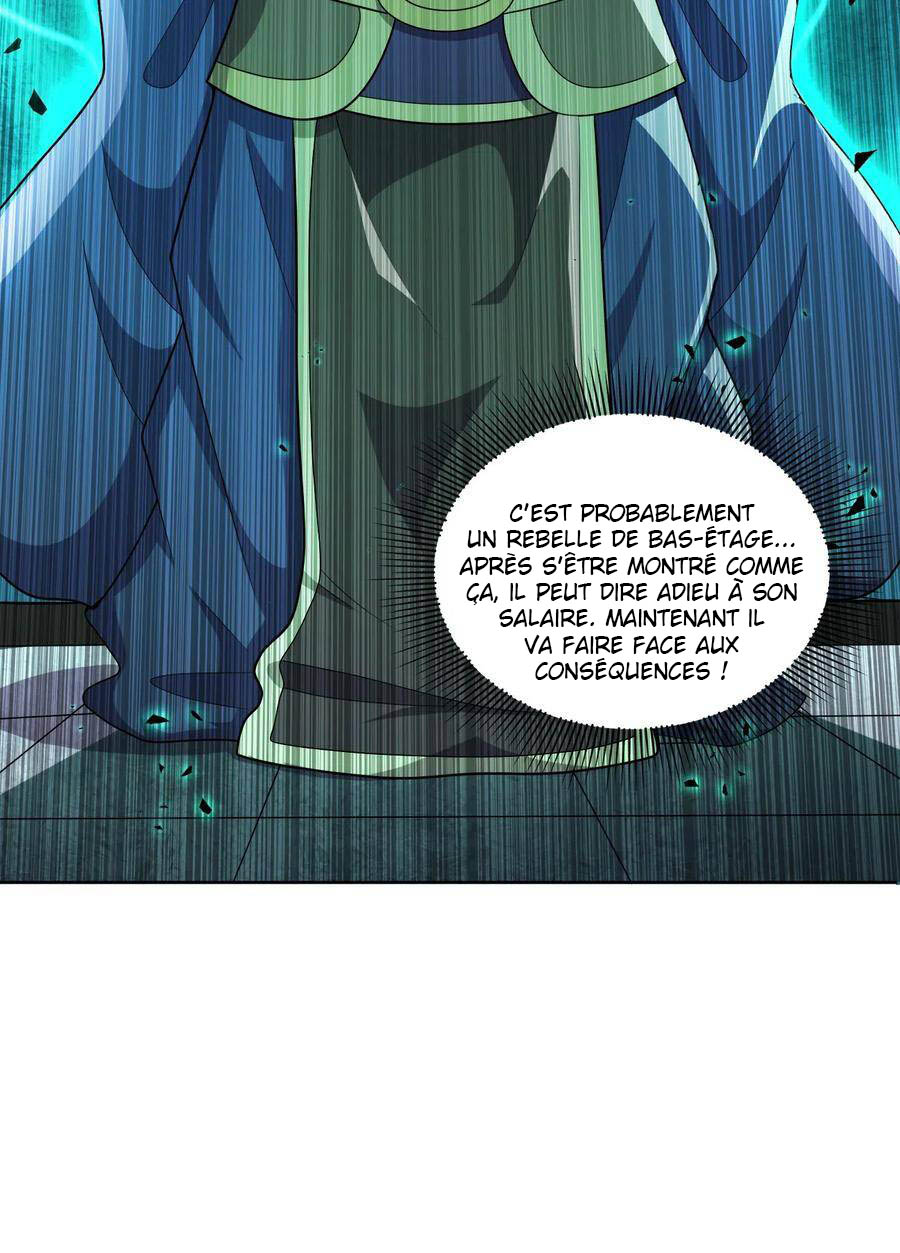 C'EST PROBABLEMENT
UN REBELLE DE BAS-ÉTAGE...
APRÈS S'ÊTRE MONTRÉ COMME
ÇA, IL PEUT DIRE ADIEU À SON
SALAIRE. MAINTENANT IL
VA FAIRE FACE AUX
CONSÉQUENCES !